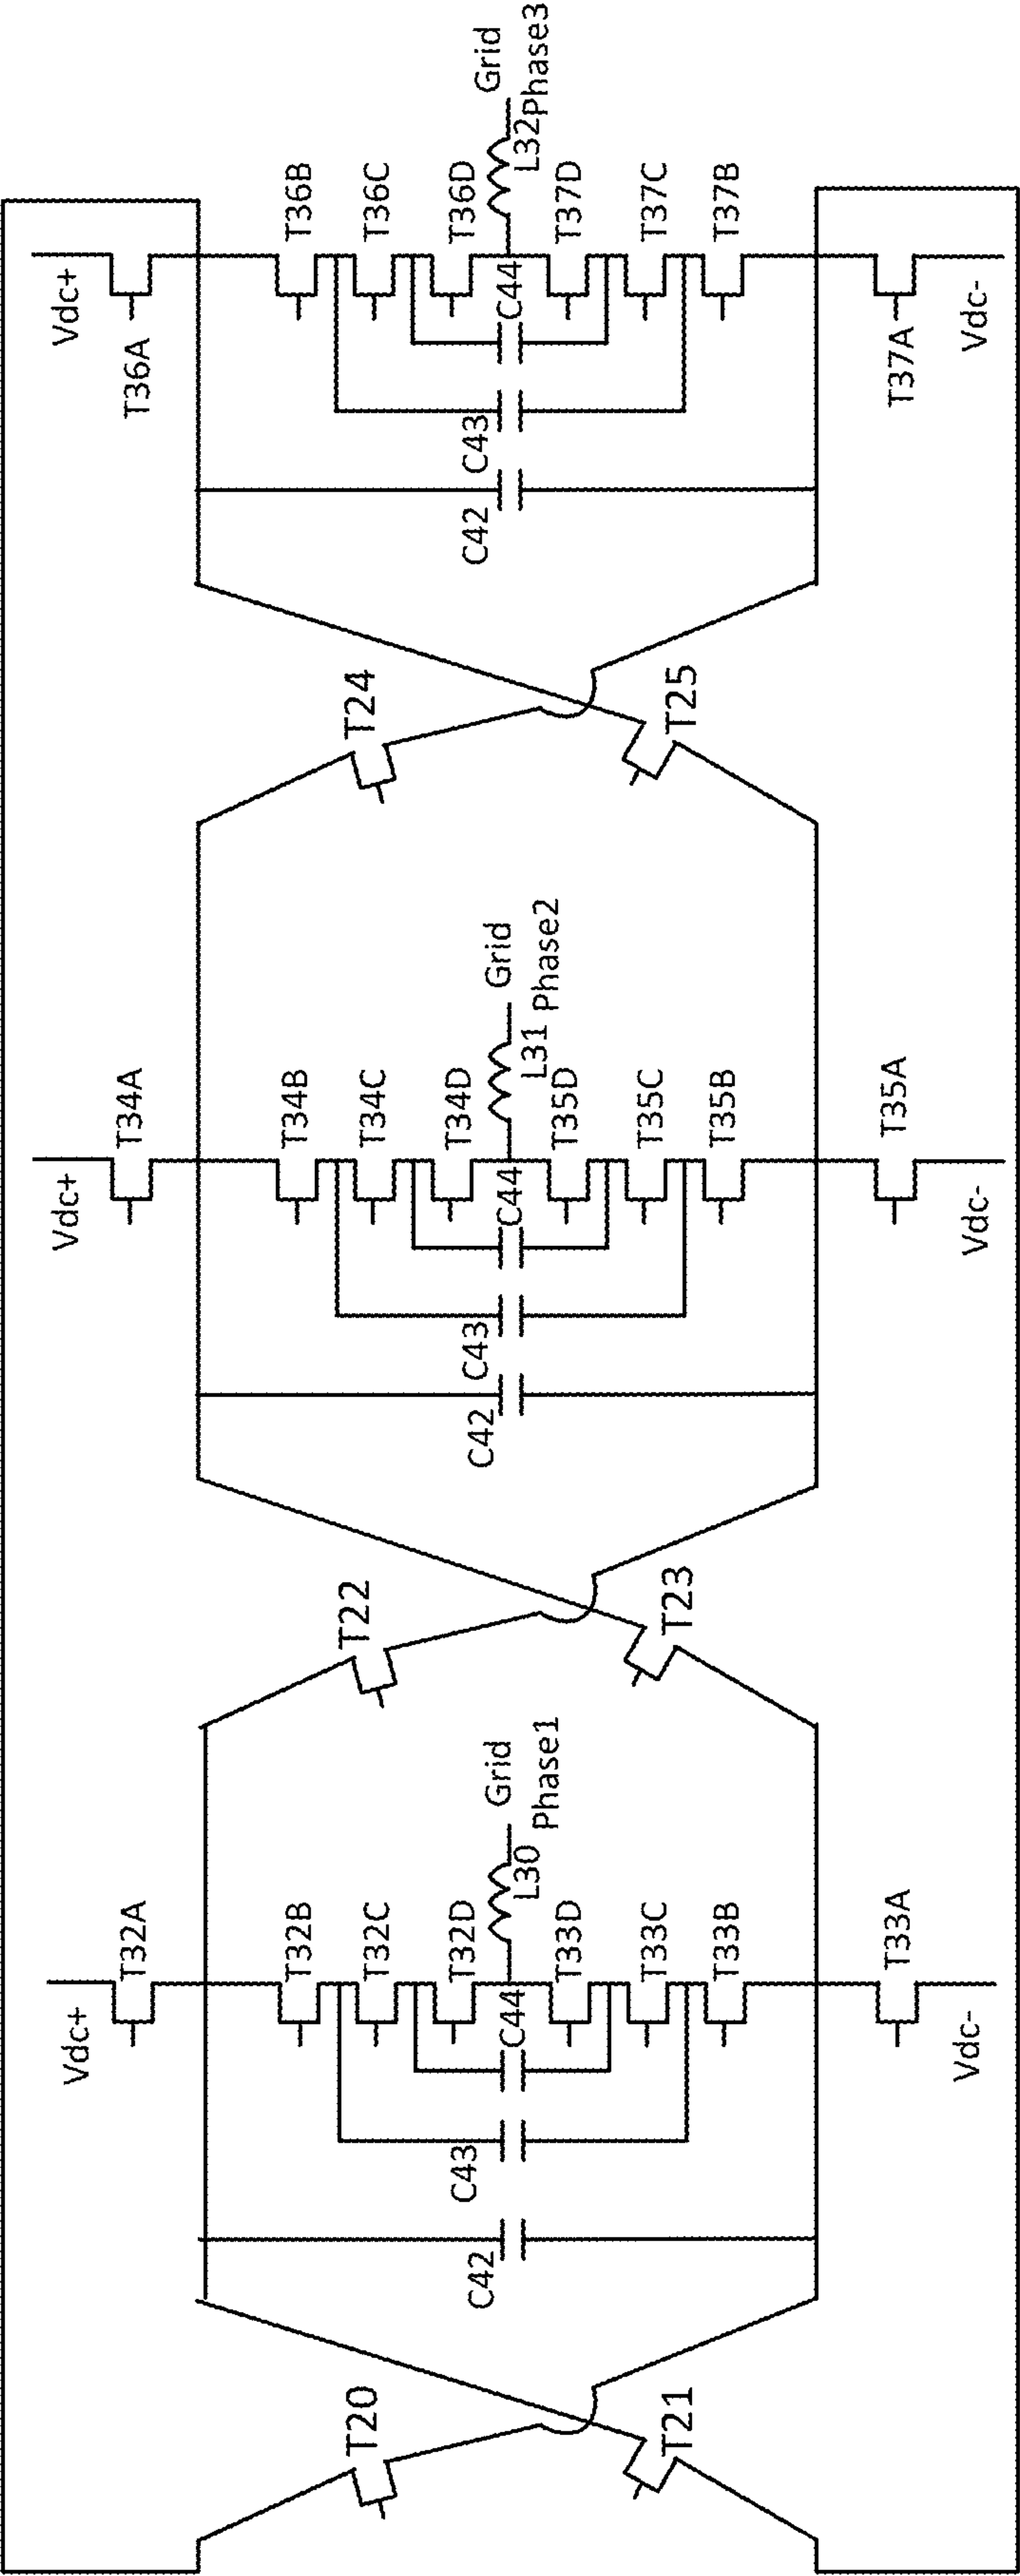 Vdc+
T32A
T32B
T32C
T32D
C44
L30
Grid
Phase1
T33D
T33C
T33B
T33A
Vdc-
C43
C42
T20
T21
Vdc+
T34A
T34B
T34C
T34D
C44
L31
Grid
Phase2
T35D
T35C
T35B
T35A
Vdc-
C43
C42
T22
T23
Vdc+
T36A
T36B
T36C
T36D
C44
L32
Grid
Phase3
T37D
T37C
T37B
T37A
Vdc-
C43
C42
T24
T25